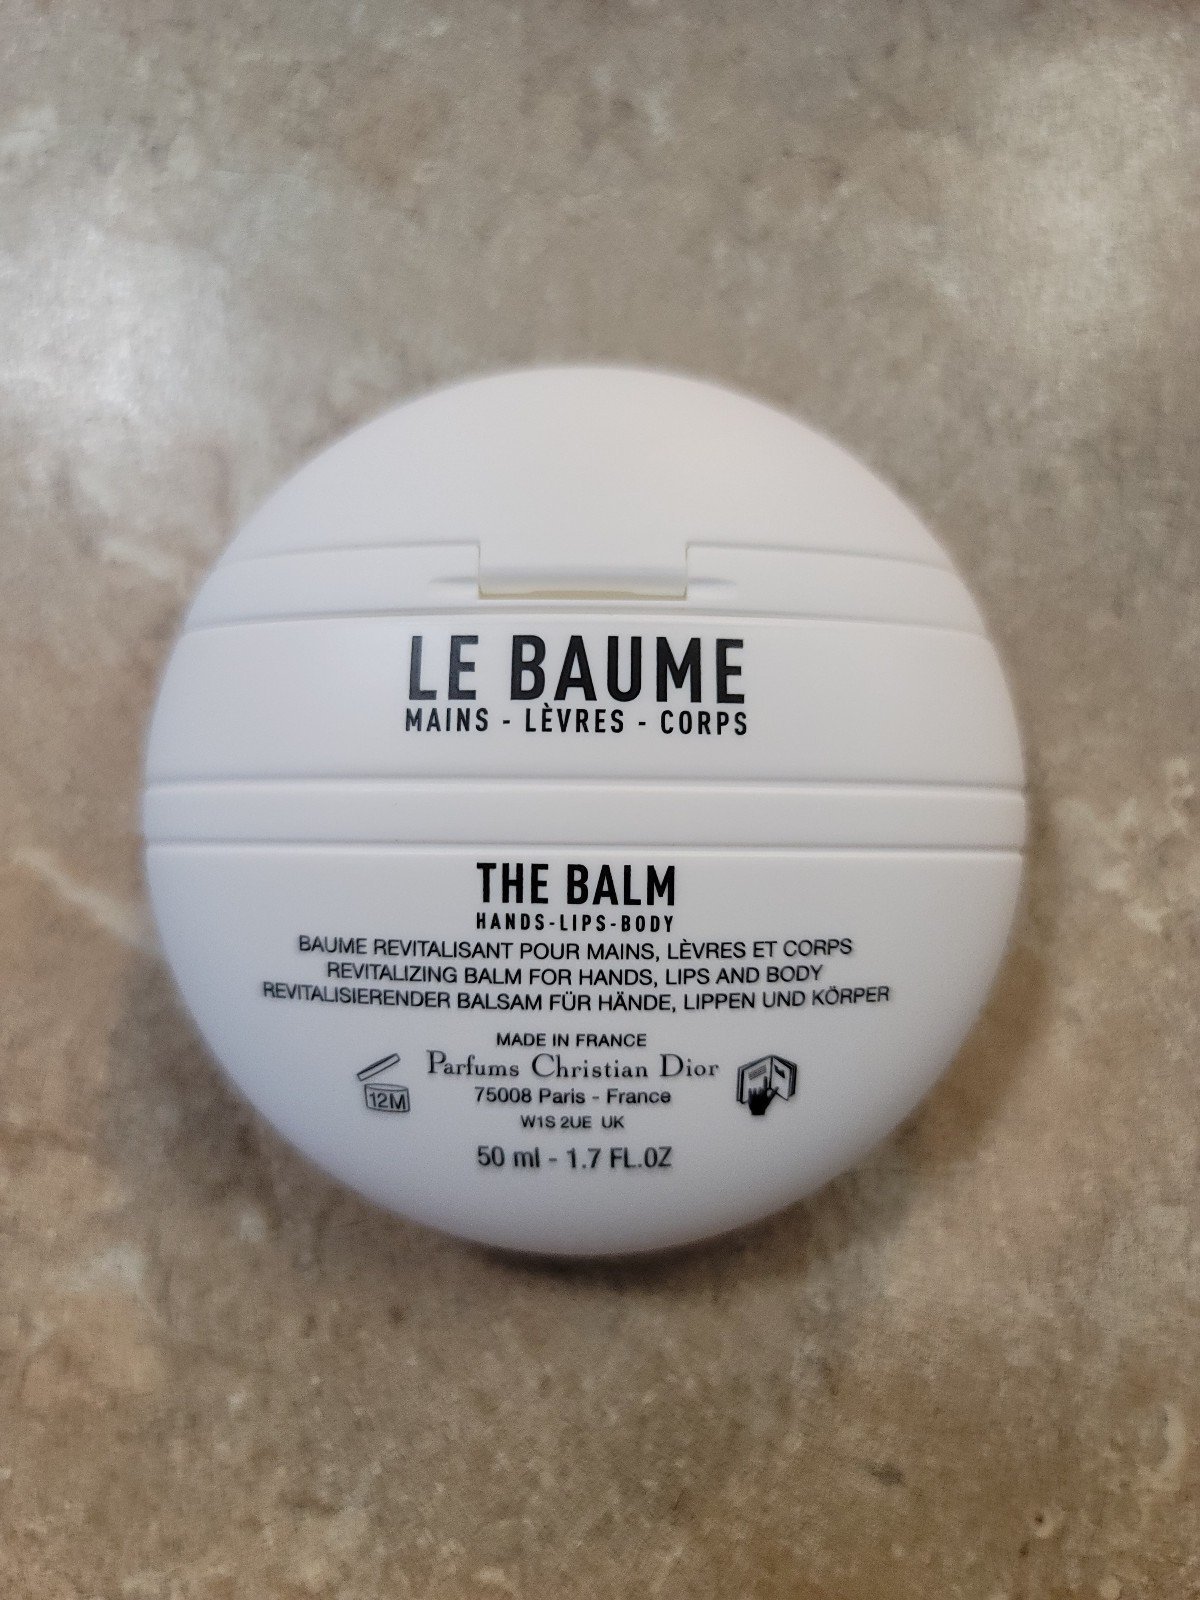 LE BAUME
MAINS - LÈVRES - CORPS
THE BALM
HANDS-LIPS-BODY
BAUME REVITALISANT POUR MAINS, LÈVRES ET CORPS
REVITALIZING BALM FOR HANDS, LIPS AND BODY
REVITALISIERENDER BALSAM FÜR HÄNDE, LIPPEN UND KÖRPER
MADE IN FRANCE
Parfums Christian Dior
12M
75008 Paris - France
W1S 2UE UK
50 ml - 1.7 FL.OZ